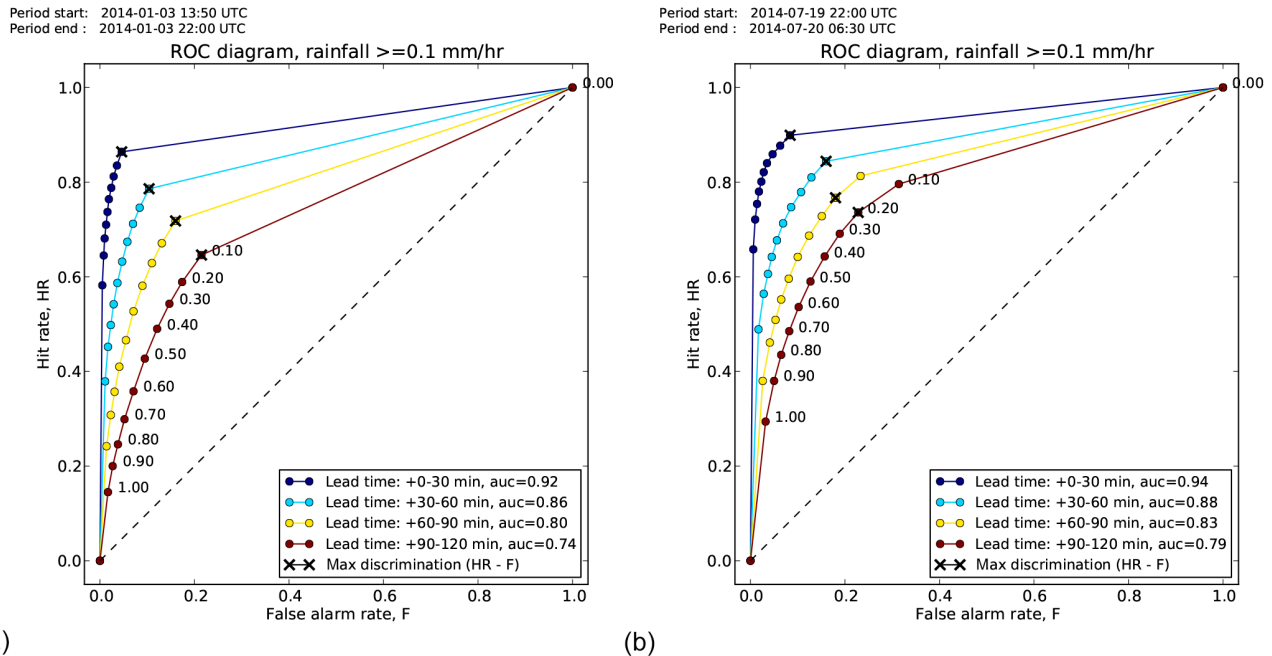 Period start: 2014-01-03 13:50 UTC
Period end : 2014-01-03 22:00 UTC
ROC diagram, rainfall >=0.1 mm/hr
1.0
0.8
0.6
0.4
0.2
0.0
Hit rate, HR
0.00
0.10
0.20
0.30
0.40
0.50
0.60
0.70
0.80
0.90
1.00
Lead time: +0-30 min, auc=0.92
Lead time: +30-60 min, auc=0.86
Lead time: +60-90 min, auc=0.80
Lead time: +90-120 min, auc=0.74
Max discrimination (HR - F)
0.0 0.2 0.4 0.6 0.8 1.0
False alarm rate, F
)
Period start: 2014-07-19 22:00 UTC
Period end : 2014-07-20 06:30 UTC
ROC diagram, rainfall >=0.1 mm/hr
1.0
0.8
0.6
0.4
0.2
0.0
Hit rate, HR
0.00
0.10
0.20
0.30
0.40
0.50
0.60
0.70
0.80
0.90
1.00
Lead time: +0-30 min, auc=0.94
Lead time: +30-60 min, auc=0.88
Lead time: +60-90 min, auc=0.83
Lead time: +90-120 min, auc=0.79
Max discrimination (HR - F)
0.0 0.2 0.4 0.6 0.8 1.0
False alarm rate, F
(b)